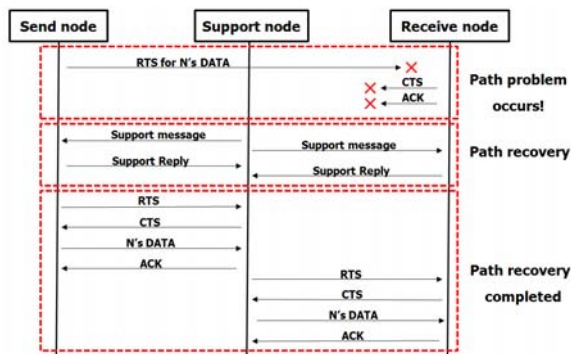 Send node
Support node
Receive node
RTS for N's DATA
CTS
ACK
Path problem
occurs!
Support message
Support message
Support Reply
Support Reply
Path recovery
RTS
CTS
N's DATA
ACK
RTS
CTS
N's DATA
ACK
Path recovery
completed